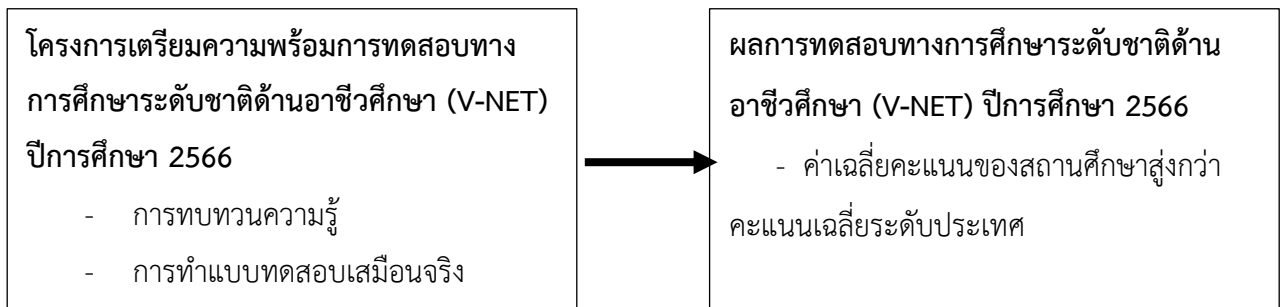 โครงการเตรียมความพร้อมการทดสอบทาง
การศึกษาระดับชาติด้านอาชีวศึกษา (V-NET)
ปีการศึกษา 2566
- การทบทวนความรู้
- การทำแบบทดสอบเสมือนจริง
ผลการทดสอบทางการศึกษาระดับชาติด้าน
อาชีวศึกษา (V-NET) ปีการศึกษา 2566
- ค่าเฉลี่ยคะแนนของสถานศึกษาสู่งกว่า
คะแนนเฉลี่ยระดับประเทศ